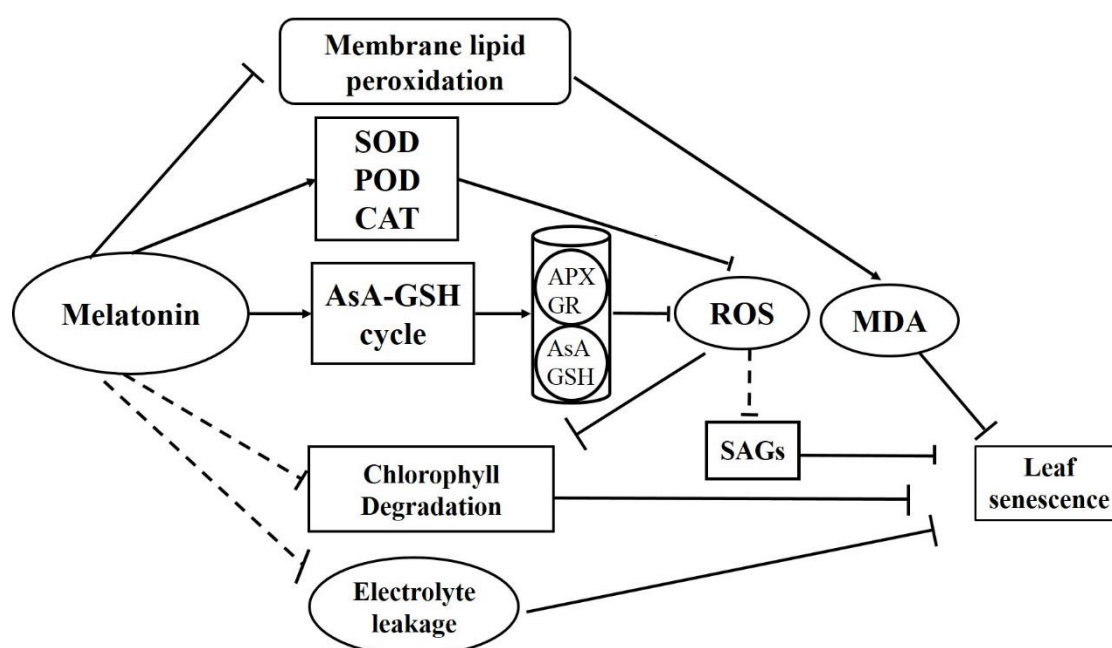 Membrane lipid
peroxidation
SOD
POD
CAT
Melatonin
AsA-GSH
cycle
APX
GR
AsA
GSH
ROS
MDA
SAGs
Chlorophyll
Degradation
Leaf
senescence
Electrolyte
leakage